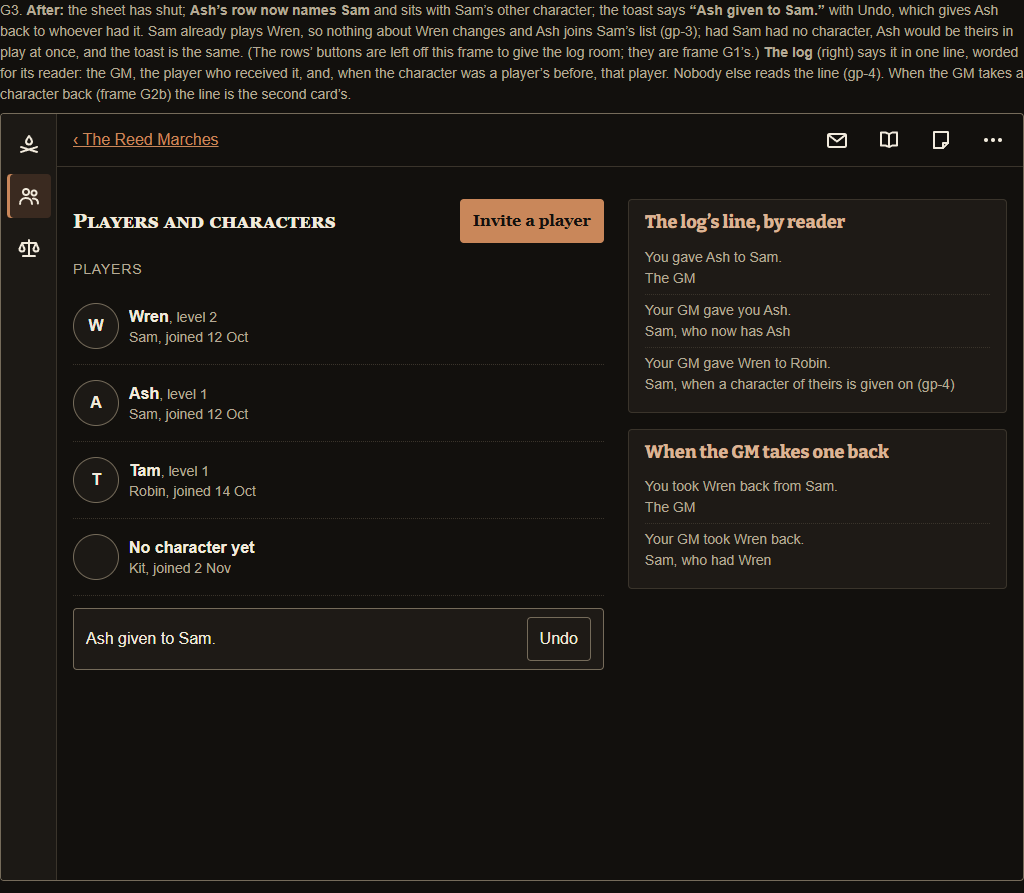 G3. After: the sheet has shut; Ash’s row now names Sam and sits with Sam’s other character; the toast says “Ash given to Sam.” with Undo, which gives Ash
back to whoever had it. Sam already plays Wren, so nothing about Wren changes and Ash joins Sam’s list (gp-3); had Sam had no character, Ash would be theirs in
play at once, and the toast is the same. (The rows’ buttons are left off this frame to give the log room; they are frame G1’s.) The log (right) says it in one line, worded
for its reader: the GM, the player who received it, and, when the character was a player’s before, that player. Nobody else reads the line (gp-4). When the GM takes a
character back (frame G2b) the line is the second card’s.
‹ The Reed Marches
Players and characters
Invite a player
PLAYERS
W
Wren, level 2
Sam, joined 12 Oct
A
Ash, level 1
Sam, joined 12 Oct
T
Tam, level 1
Robin, joined 14 Oct
No character yet
Kit, joined 2 Nov
Ash given to Sam.
Undo
The log’s line, by reader
You gave Ash to Sam.
The GM
Your GM gave you Ash.
Sam, who now has Ash
Your GM gave Wren to Robin.
Sam, when a character of theirs is given on (gp-4)
When the GM takes one back
You took Wren back from Sam.
The GM
Your GM took Wren back.
Sam, who had Wren